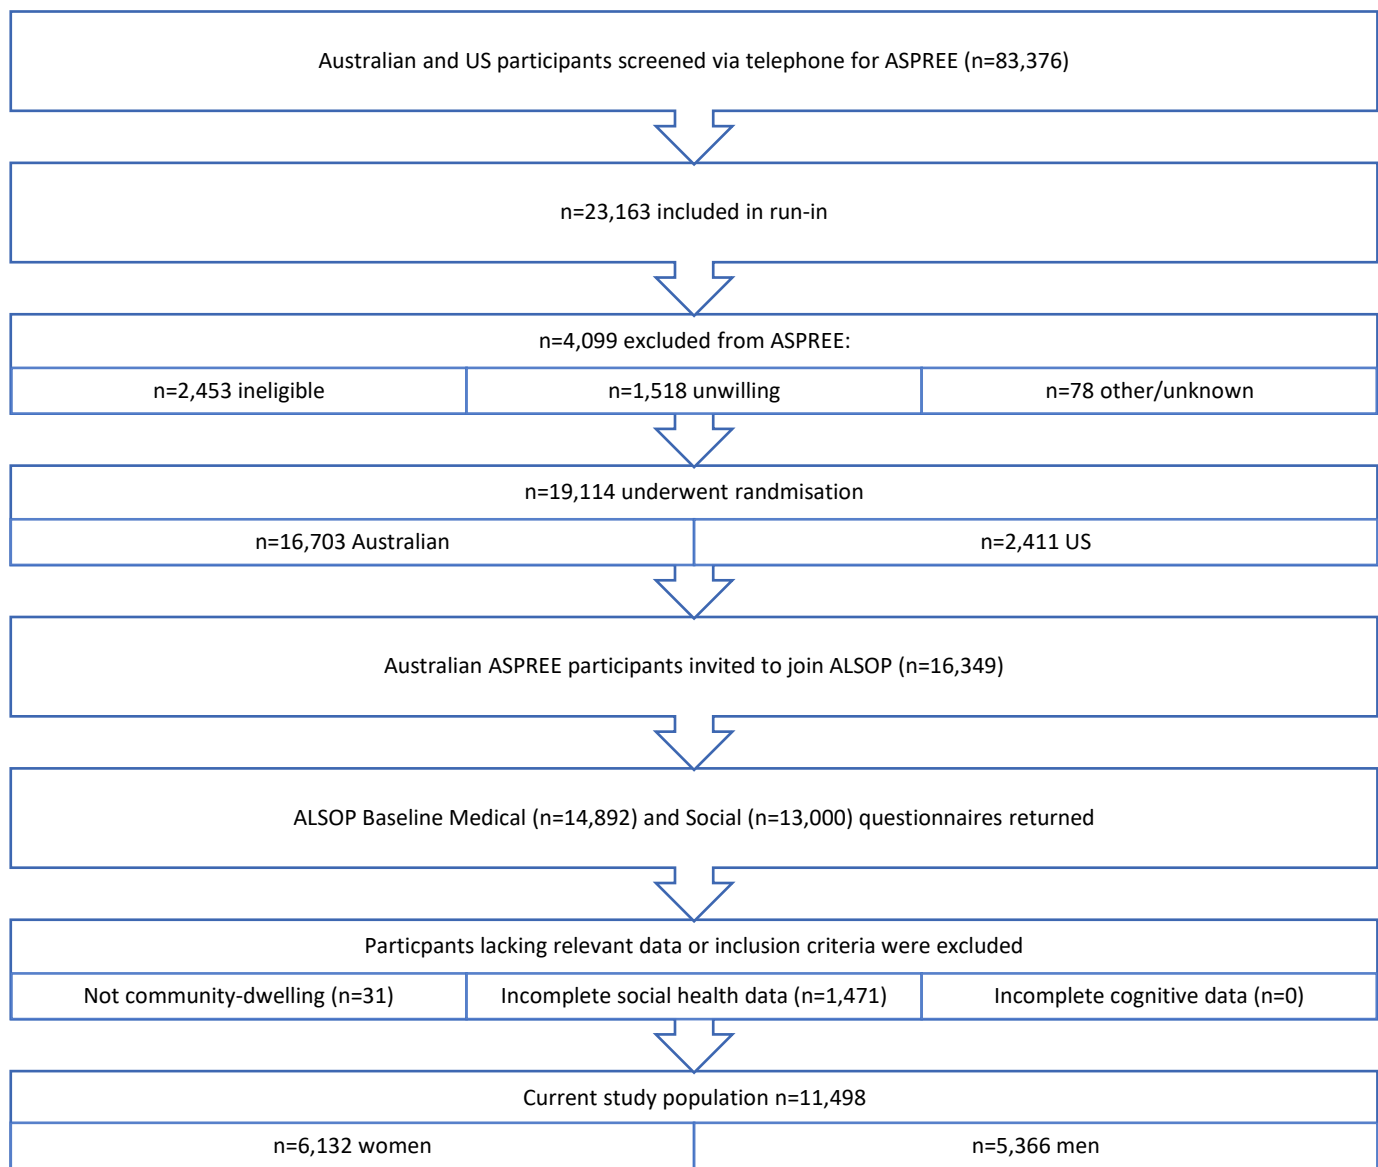 Australian and US participants screened via telephone for ASPREE (n=83,376)
n=23,163 included in run-in
n=4,099 excluded from ASPREE:
n=2,453 ineligible
n=1,518 unwilling
n=78 other/unknown
n=19,114 underwent randmisation
n=16,703 Australian
n=2,411 US
Australian ASPREE participants invited to join ALSOP (n=16,349)
ALSOP Baseline Medical (n=14,892) and Social (n=13,000) questionnaires returned
Particpants lacking relevant data or inclusion criteria were excluded
Not community-dwelling (n=31)
Incomplete social health data (n=1,471)
Incomplete cognitive data (n=0)
Current study population n=11,498
n=6,132 women
n=5,366 men